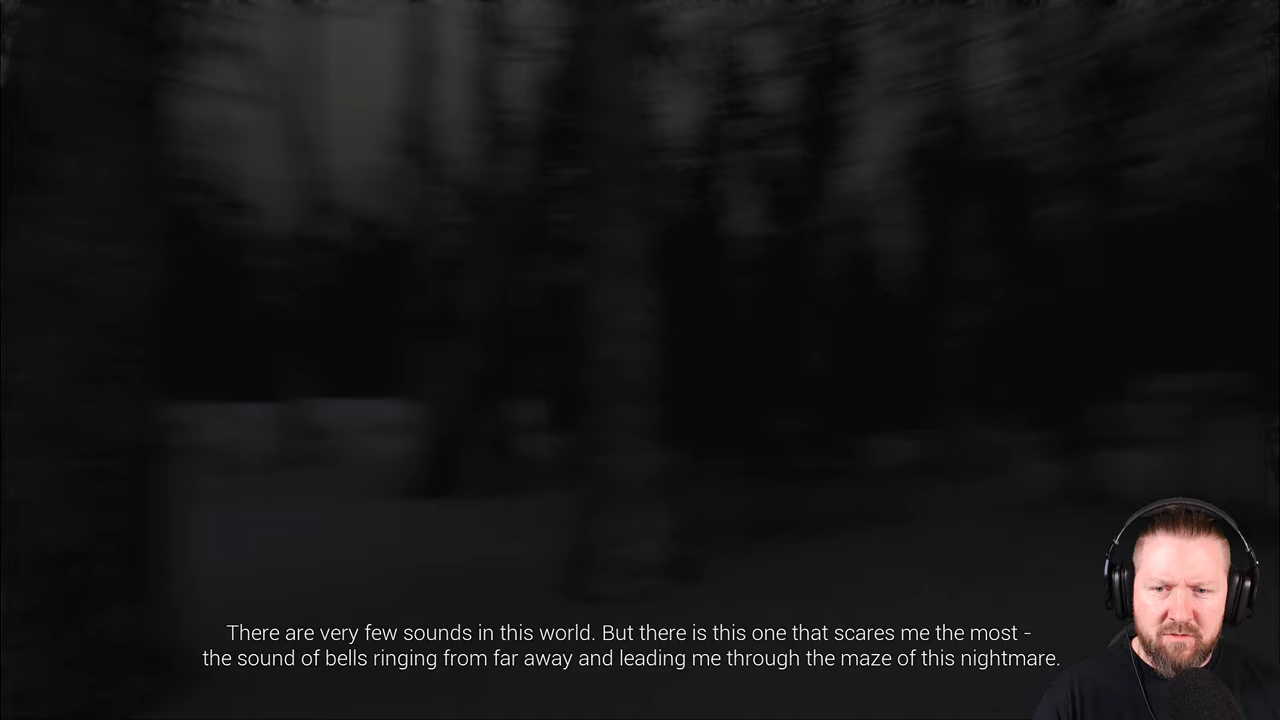 There are very few sounds in this world. But there is this one that scares me the most -
the sound of bells ringing from far away and leading me through the maze of this nightmare.